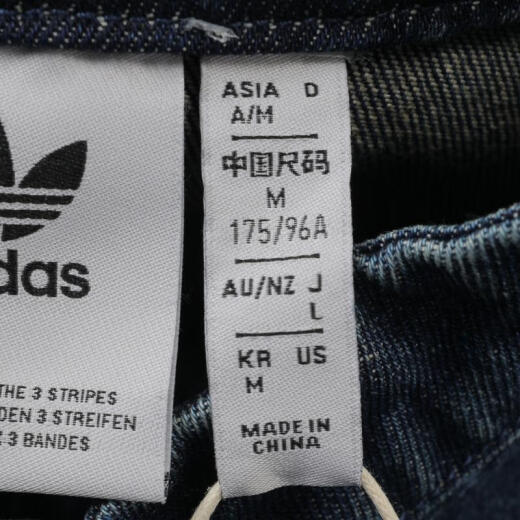 das
THE 3 STRIPES
DEN 3 STREIFEN
3 BANDES
ASIA D
A/M
中国尺码
M
175/96A
AU/NZ J
L
KR US
M
MADE IN
CHINA